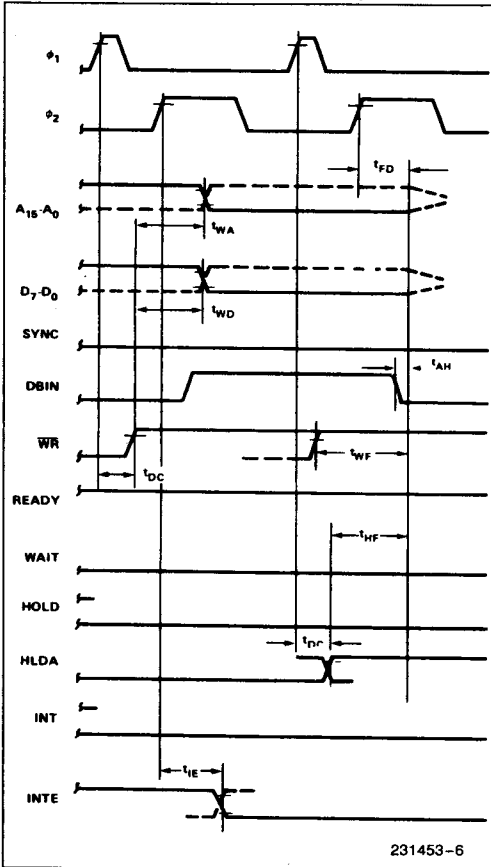 ϕ1
ϕ2
tFD
A15-A0
tWA
D7-D0
tWD
SYNC
DBIN
tAH
WR
tDC
tWF
READY
tHF
WAIT
HOLD
tDC
HLDA
INT
tIE
INTE
231453-6